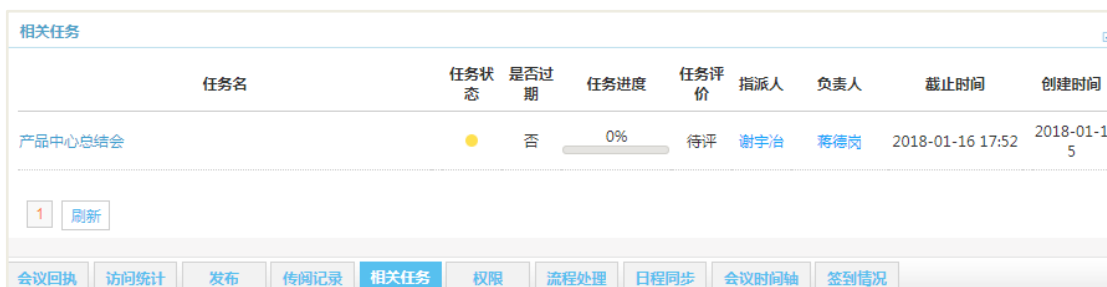 相关任务
任务名 任务状态 是否过期 任务进度 任务评价 指派人 负责人 截止时间 创建时间
产品中心总结会 否 0% 待评 谢宇冶 蒋德岗 2018-01-16 17:52 2018-01-15
1 刷新
会议回执 访问统计 发布 传阅记录 相关任务 权限 流程处理 日程同步 会议时间轴 签到情况